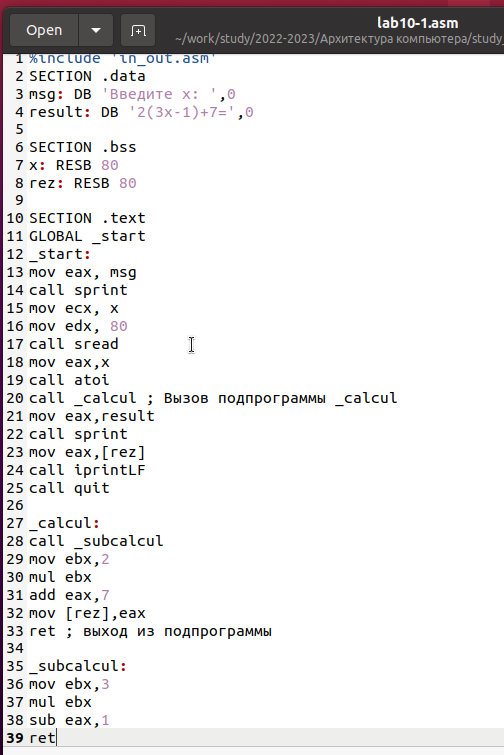 Open
lab10-1.asm
~/work/study/2022-2023/Архитектура компьютера/study_
1 %include 'in_out.asm'
2 SECTION .data
3 msg: DB 'Введите x: ',0
4 result: DB '2(3x-1)+7=',0
5
6 SECTION .bss
7 x: RESB 80
8 rez: RESB 80
9
10 SECTION .text
11 GLOBAL _start
12 _start:
13 mov eax, msg
14 call sprint
15 mov ecx, x
16 mov edx, 80
17 call sread
18 mov eax,x
19 call atoi
20 call _calcul ; Вызов подпрограммы _calcul
21 mov eax,result
22 call sprint
23 mov eax,[rez]
24 call iprintLF
25 call quit
26
27 _calcul:
28 call _subcalcul
29 mov ebx,2
30 mul ebx
31 add eax,7
32 mov [rez],eax
33 ret ; выход из подпрограммы
34
35 _subcalcul:
36 mov ebx,3
37 mul ebx
38 sub eax,1
39 ret